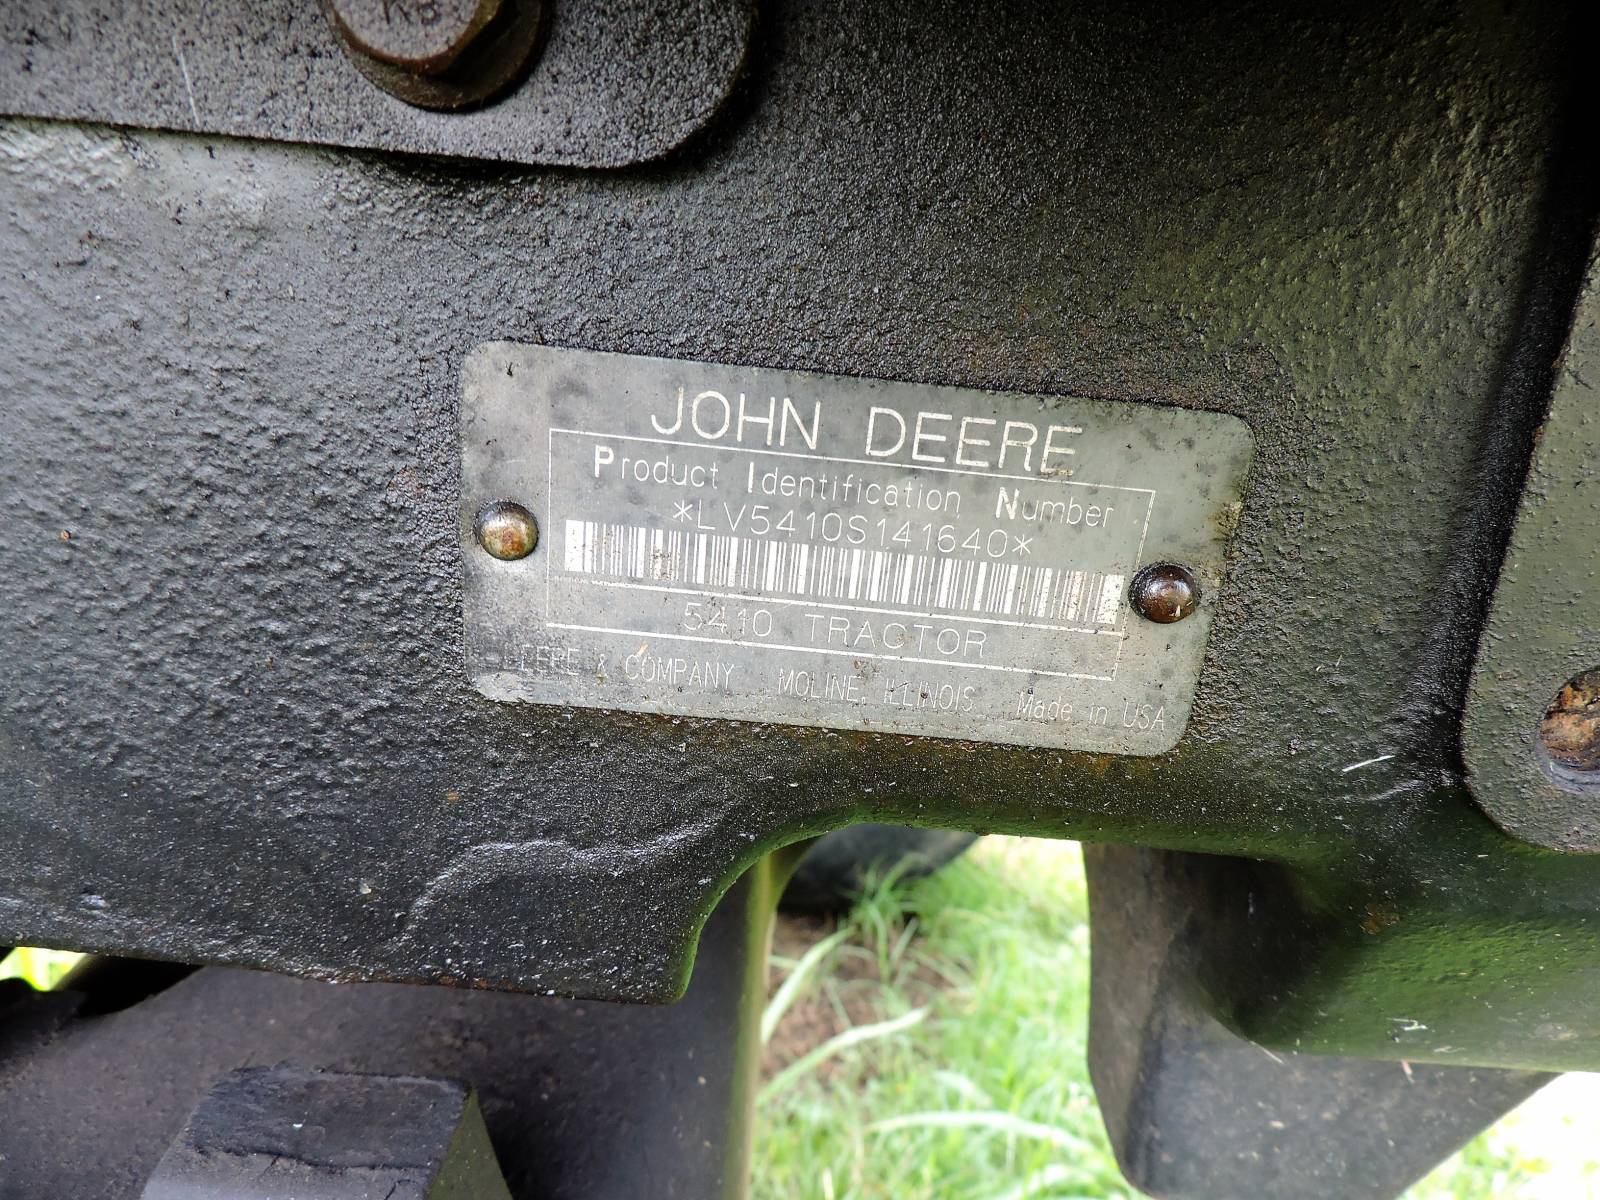 JOHN DEERE
Product Identification Number
*LV5410S141640*
5410 TRACTOR
DEERE & COMPANY MOLINE, ILLINOIS Made in USA